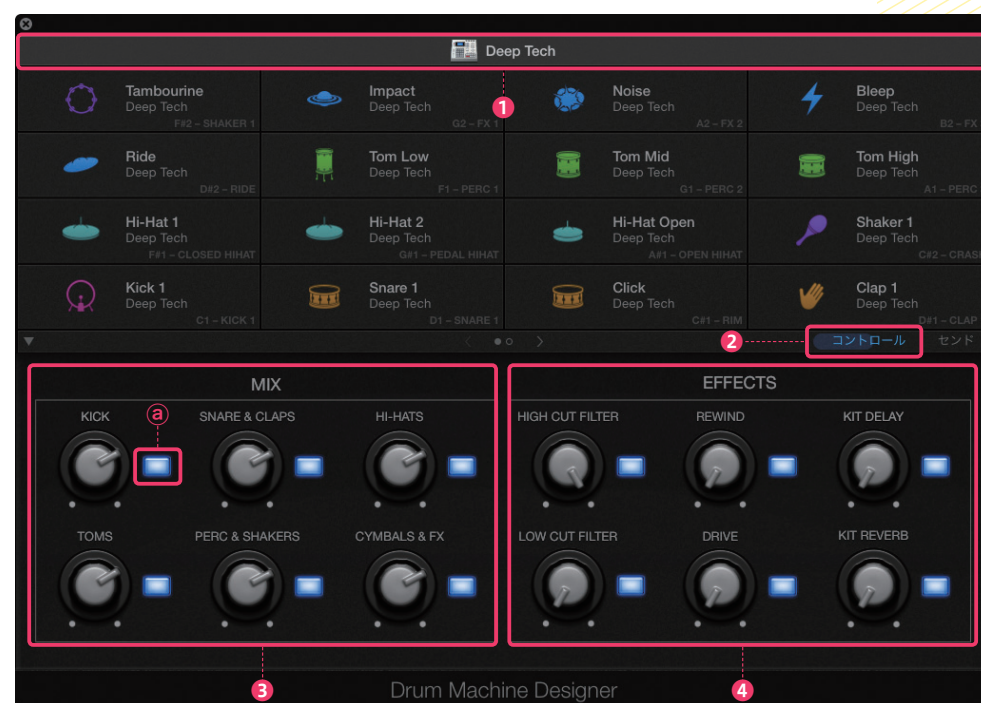 Deep Tech
Tambourine
Deep Tech
F#2 – SHAKER 1
Impact
Deep Tech
G2 – FX 1
Noise
Deep Tech
A2 – FX 2
Bleep
Deep Tech
B2 – FX
1
Ride
Deep Tech
D#2 – RIDE
Tom Low
Deep Tech
F1 – PERC 1
Tom Mid
Deep Tech
G1 – PERC 2
Tom High
Deep Tech
A1 – PERC
Hi-Hat 1
Deep Tech
F#1 – CLOSED HIHAT
Hi-Hat 2
Deep Tech
G#1 – PEDAL HIHAT
Hi-Hat Open
Deep Tech
A#1 – OPEN HIHAT
Shaker 1
Deep Tech
C#2 – CRAS
Kick 1
Deep Tech
C1 – KICK 1
Snare 1
Deep Tech
D1 – SNARE 1
Click
Deep Tech
C#1 – RIM
Clap 1
Deep Tech
D#1 – CLAP
2
コントロール
センド
MIX
KICK
ⓐ
SNARE & CLAPS
HI-HATS
TOMS
PERC & SHAKERS
CYMBALS & FX
EFFECTS
HIGH CUT FILTER
REWIND
KIT DELAY
LOW CUT FILTER
DRIVE
KIT REVERB
3
4
Drum Machine Designer